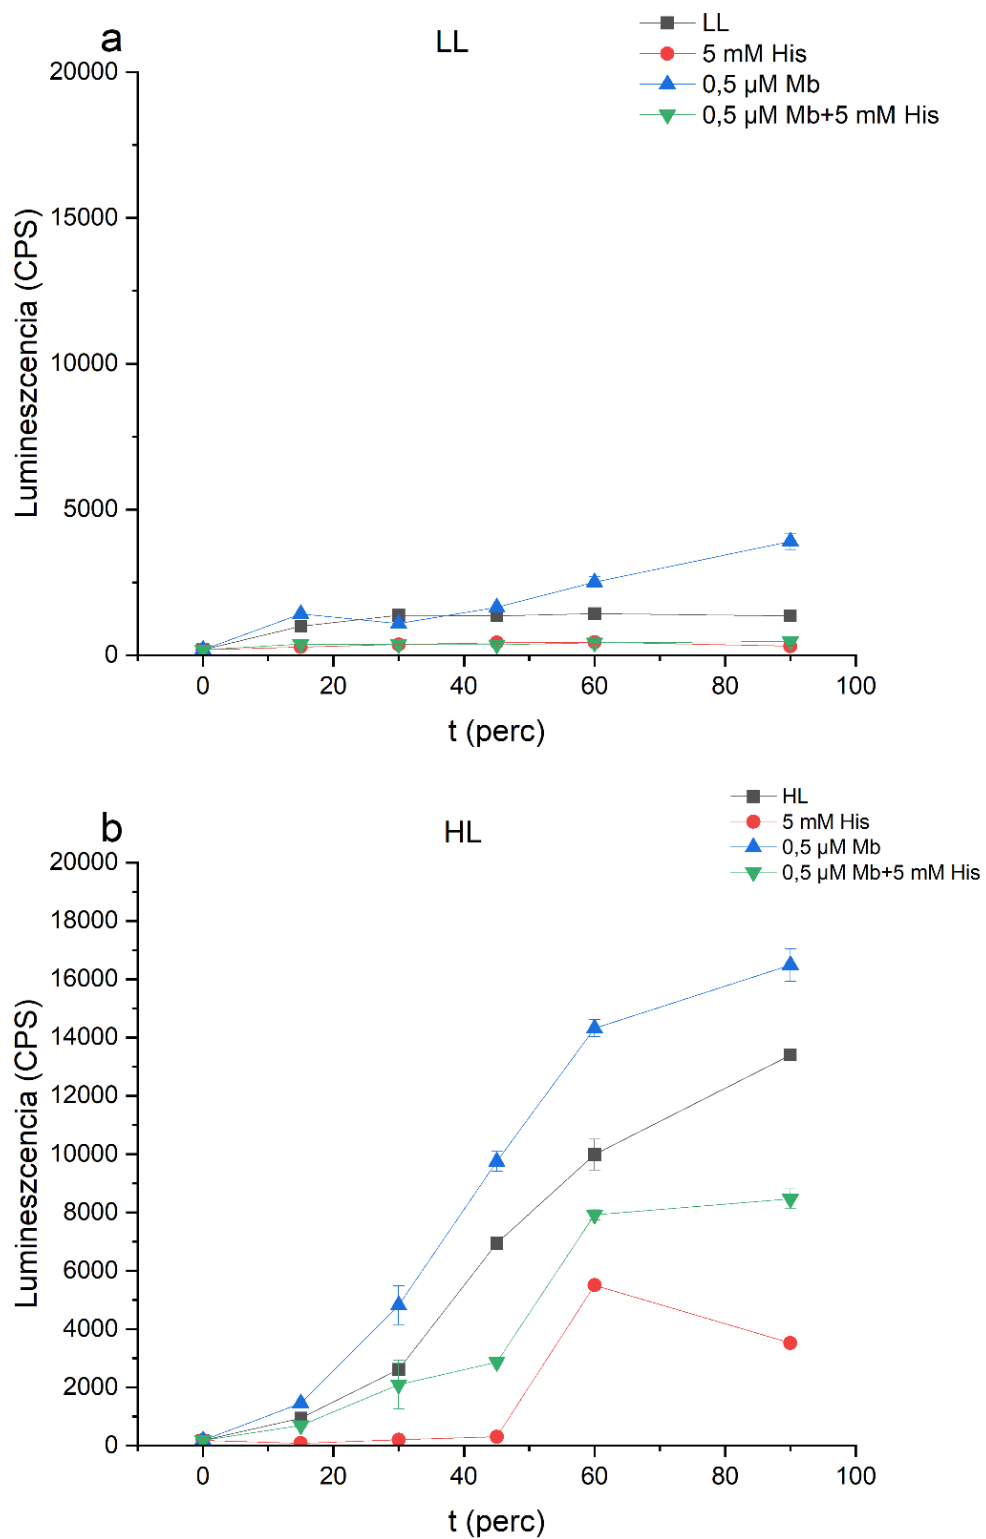 a
LL
LL
5 mM His
0,5 µM Mb
0,5 µM Mb+5 mM His
20000
15000
10000
5000
0
Lumineszcencia (CPS)
0 20 40 60 80 100
t (perc)
b
HL
HL
5 mM His
0,5 µM Mb
0,5 µM Mb+5 mM His
20000
18000
16000
14000
12000
10000
8000
6000
4000
2000
0
Lumineszcencia (CPS)
0 20 40 60 80 100
t (perc)